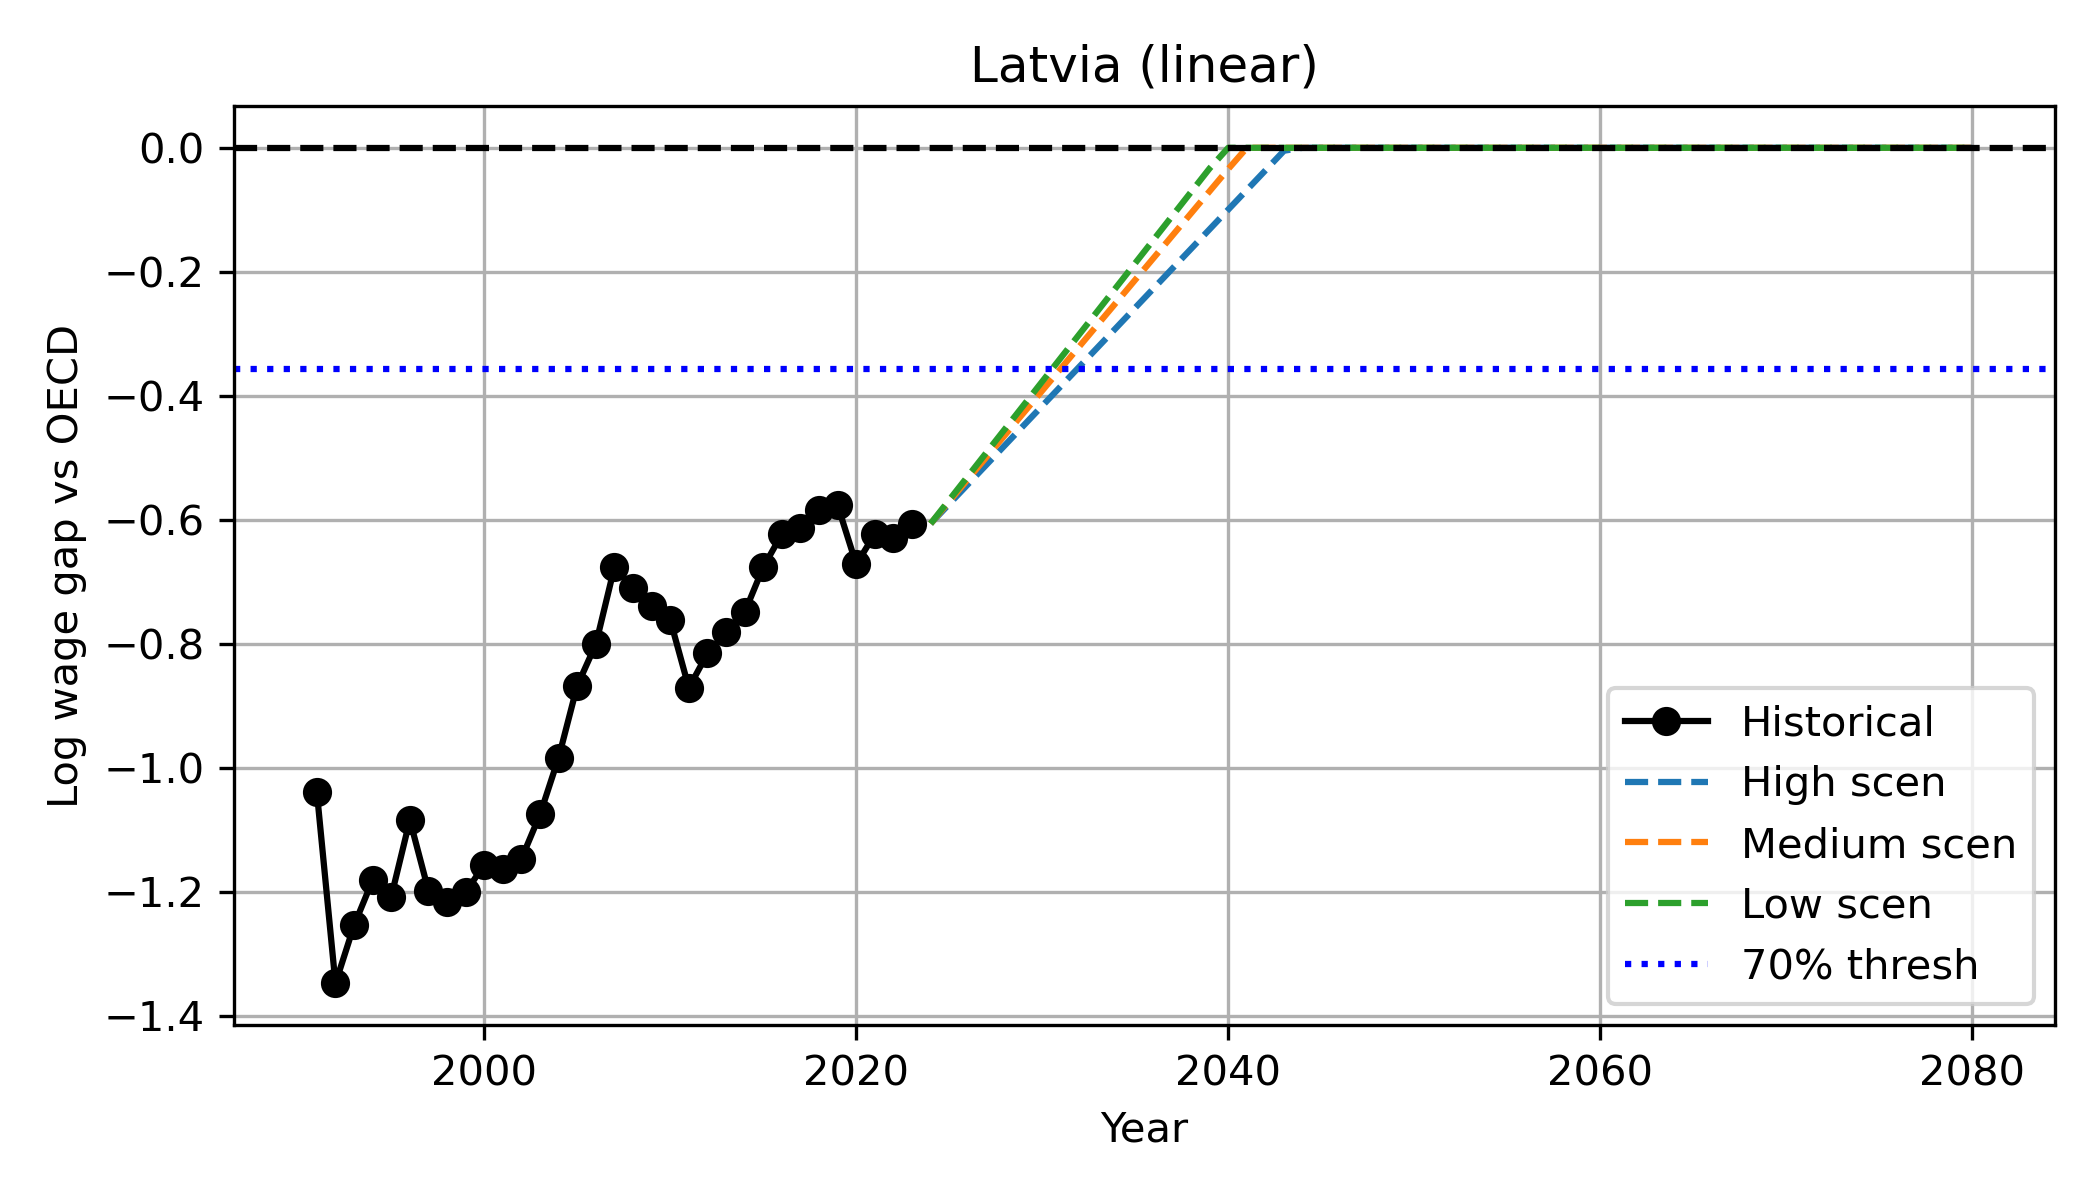 Latvia (linear)
Log wage gap vs OECD
0.0
−0.2
−0.4
−0.6
−0.8
−1.0
−1.2
−1.4
Historical
High scen
Medium scen
Low scen
70% thresh
2000
2020
2040
2060
2080
Year